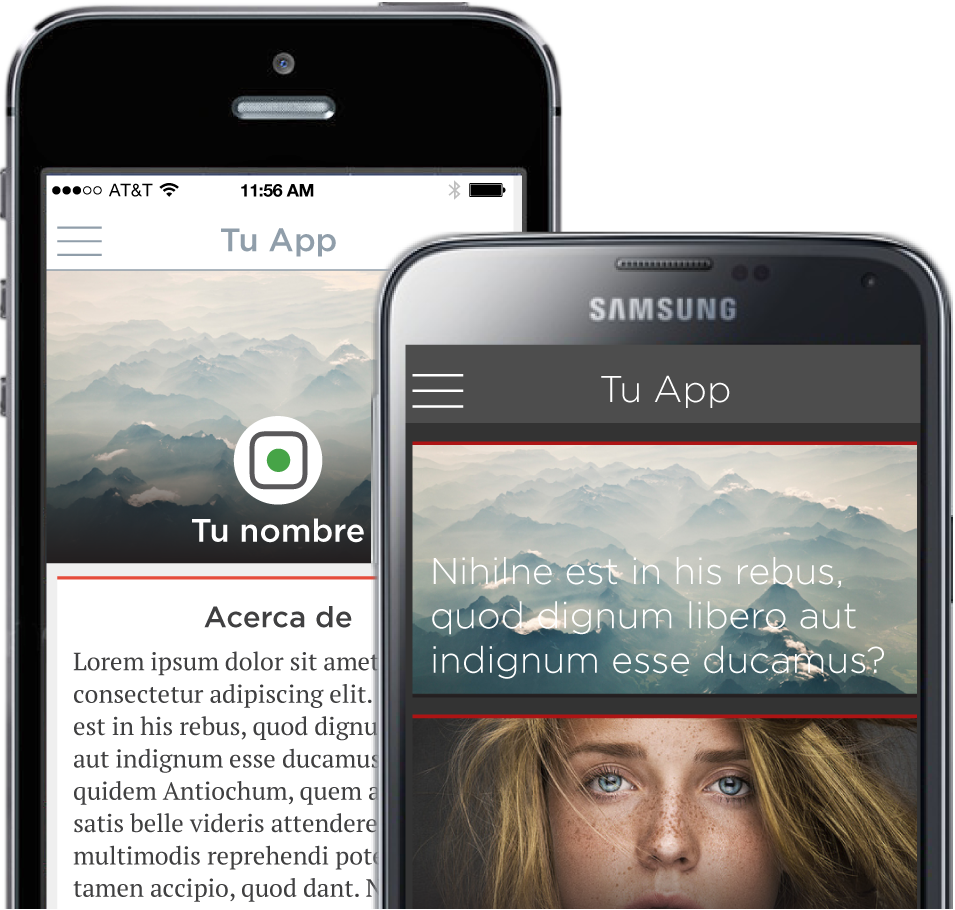 AT&T
11:56 AM
Tu App
Tu nombre
Acerca de
Lorem ipsum dolor sit amet
consectetur adipiscing elit.
est in his rebus, quod dignu
aut indignum esse ducamus
quidem Antiochum, quem a
satis belle videris attendere
multimodis reprehendi pote
tamen accipio, quod dant. N
SAMSUNG
Tu App
Nihilne est in his rebus,
quod dignum libero aut
indignum esse ducamus?